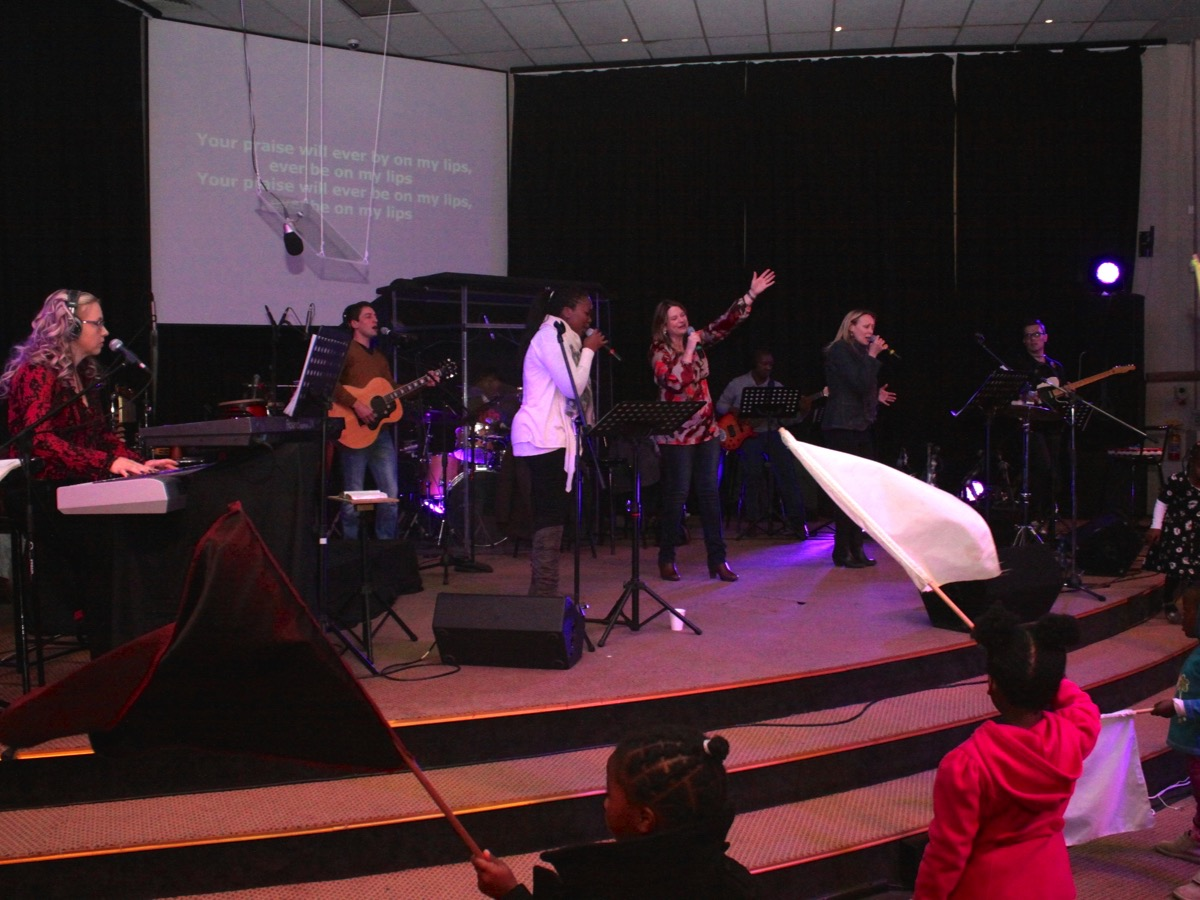 Your praise will ever by on my lips,
ever be on my lips
Your praise will ever be on my lips,
be on my lips